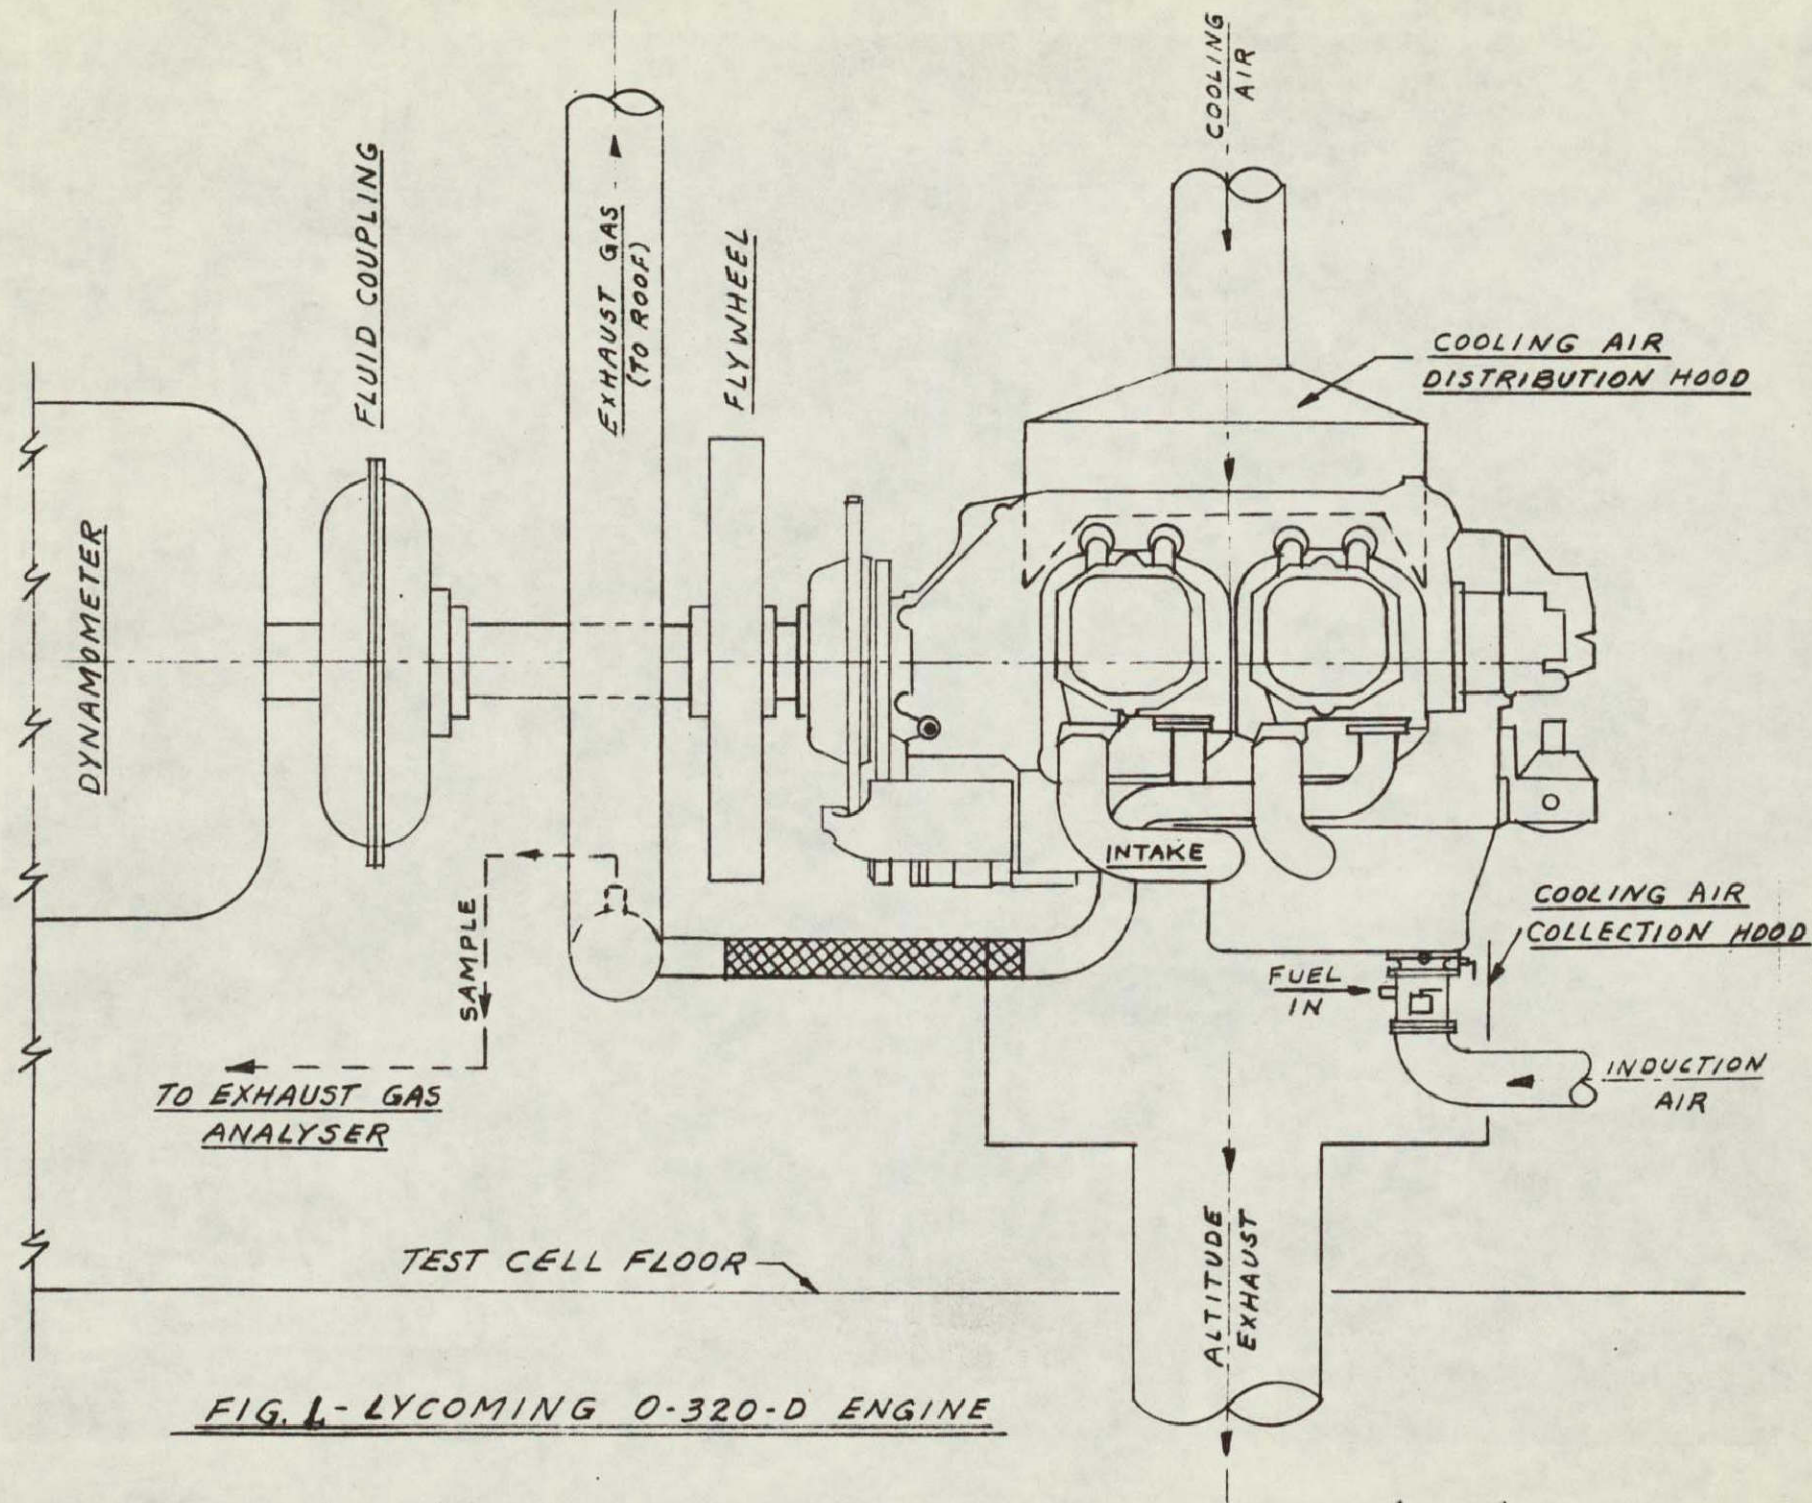 COOLING
AIR
FLUID COUPLING
EXHAUST GAS
(TO ROOF)
FLYWHEEL
COOLING AIR
DISTRIBUTION HOOD
DYNAMOMETER
INTAKE
SAMPLE
COOLING AIR
COLLECTION HOOD
FUEL
IN
INDUCTION
AIR
TO EXHAUST GAS
ANALYSER
TEST CELL FLOOR
ALTITUDE
EXHAUST
FIG. 1 - LYCOMING O-320-D ENGINE